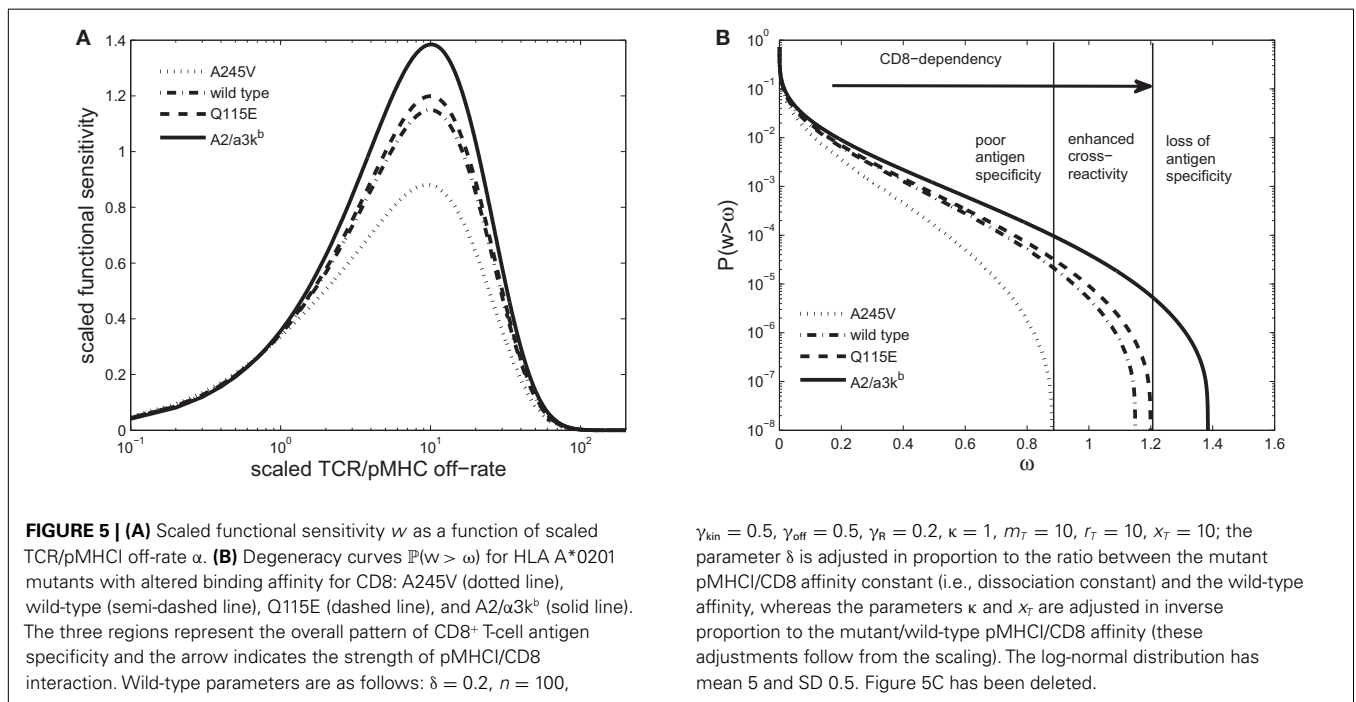 A
1.4
1.2
1
0.8
0.6
0.4
0.2
0
scaled functional sensitivity
A245V
wild type
Q115E
A2/a3k^b
10^−1
10^0
10^1
10^2
scaled TCR/pMHC off−rate
B
10^0
10^−1
10^−2
10^−3
10^−4
10^−5
10^−6
10^−7
10^−8
P(w>ω)
CD8−dependency
poor
antigen
specificity
enhanced
cross−
reactivity
loss of
antigen
specificity
A245V
wild type
Q115E
A2/a3k^b
0
0.2
0.4
0.6
0.8
1
1.2
1.4
1.6
ω
FIGURE 5 | (A) Scaled functional sensitivity w as a function of scaled
TCR/pMHCI off-rate α. (B) Degeneracy curves ℙ(w > ω) for HLA A*0201
mutants with altered binding affinity for CD8: A245V (dotted line),
wild-type (semi-dashed line), Q115E (dashed line), and A2/α3k^b (solid line).
The three regions represent the overall pattern of CD8^+ T-cell antigen
specificity and the arrow indicates the strength of pMHCI/CD8
interaction. Wild-type parameters are as follows: δ = 0.2, n = 100,
γ_kin = 0.5, γ_off = 0.5, γ_R = 0.2, κ = 1, m_T = 10, r_T = 10, x_T = 10; the
parameter δ is adjusted in proportion to the ratio between the mutant
pMHCI/CD8 affinity constant (i.e., dissociation constant) and the wild-type
affinity, whereas the parameters κ and x_T are adjusted in inverse
proportion to the mutant/wild-type pMHCI/CD8 affinity (these
adjustments follow from the scaling). The log-normal distribution has
mean 5 and SD 0.5. Figure 5C has been deleted.